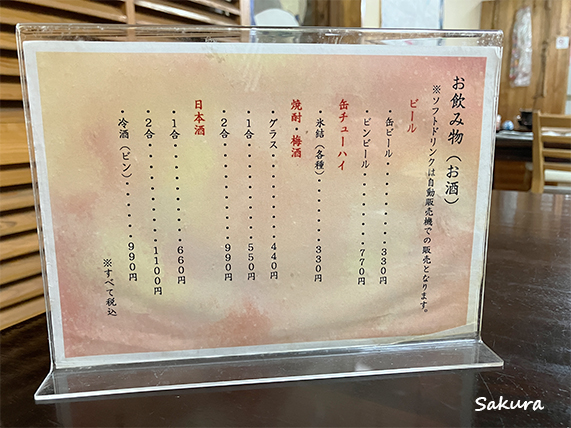 お飲み物（お酒）
※ソフトドリンクは自動販売機での販売となります。
ビール
・缶ビール・・・・・・・・330円
・ビンビール・・・・・・・770円
缶チューハイ
・氷結（各種）・・・・・・330円
焼酎・梅酒
・グラス・・・・・・・・・440円
・1合・・・・・・・・・・550円
・2合・・・・・・・・・・990円
日本酒
・1合・・・・・・・・・・660円
・2合・・・・・・・・・・1100円
・冷酒（ビン）・・・・・・990円
※すべて税込
Sakura